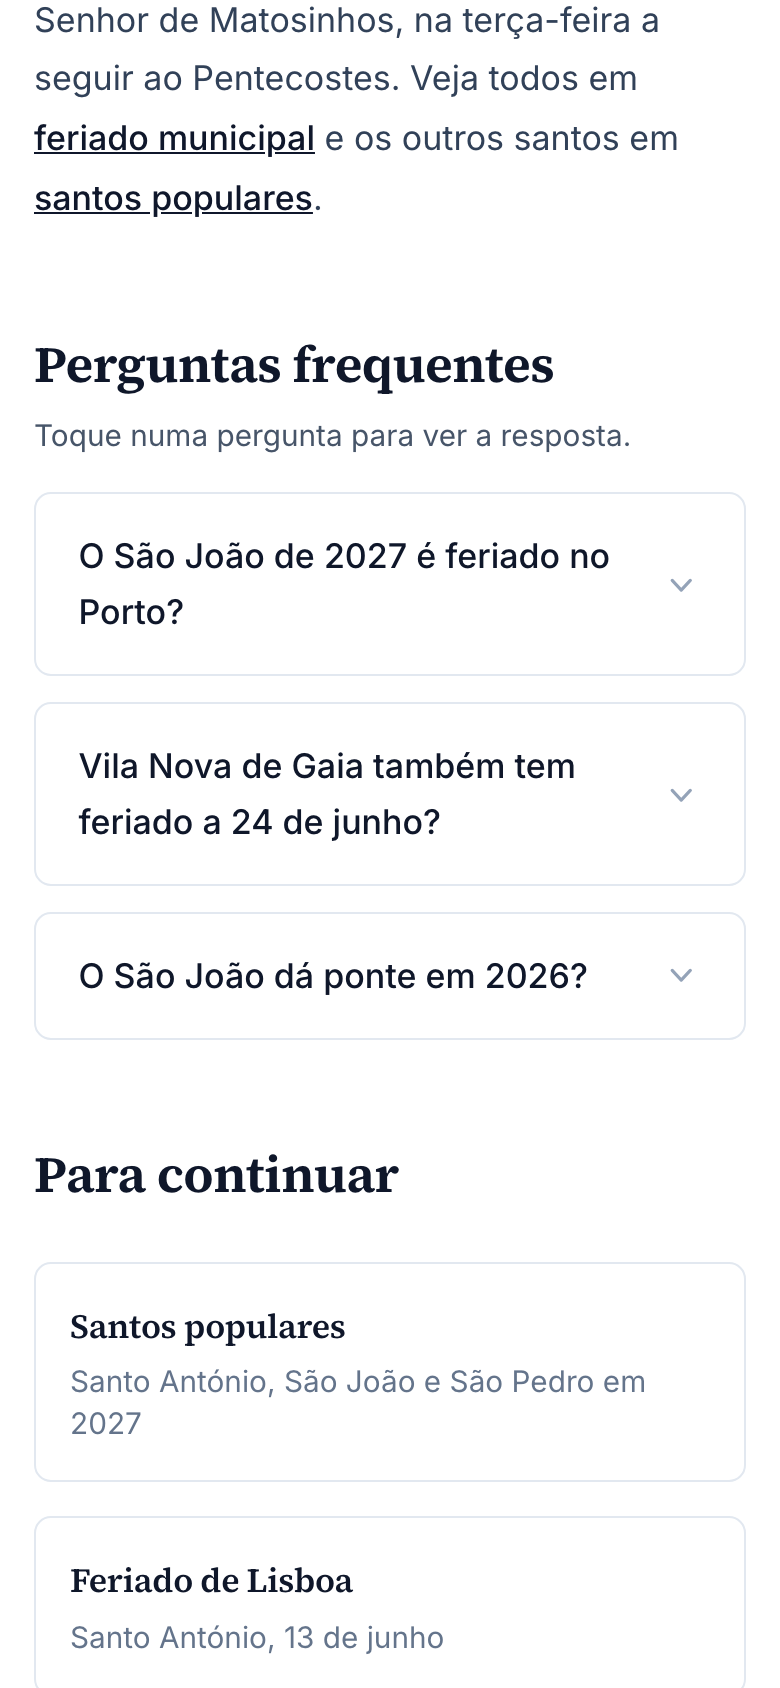 Senhor de Matosinhos, na terça-feira a
seguir ao Pentecostes. Veja todos em
feriado municipal e os outros santos em
santos populares.
Perguntas frequentes
Toque numa pergunta para ver a resposta.
O São João de 2027 é feriado no
Porto?
Vila Nova de Gaia também tem
feriado a 24 de junho?
O São João dá ponte em 2026?
Para continuar
Santos populares
Santo António, São João e São Pedro em
2027
Feriado de Lisboa
Santo António, 13 de junho